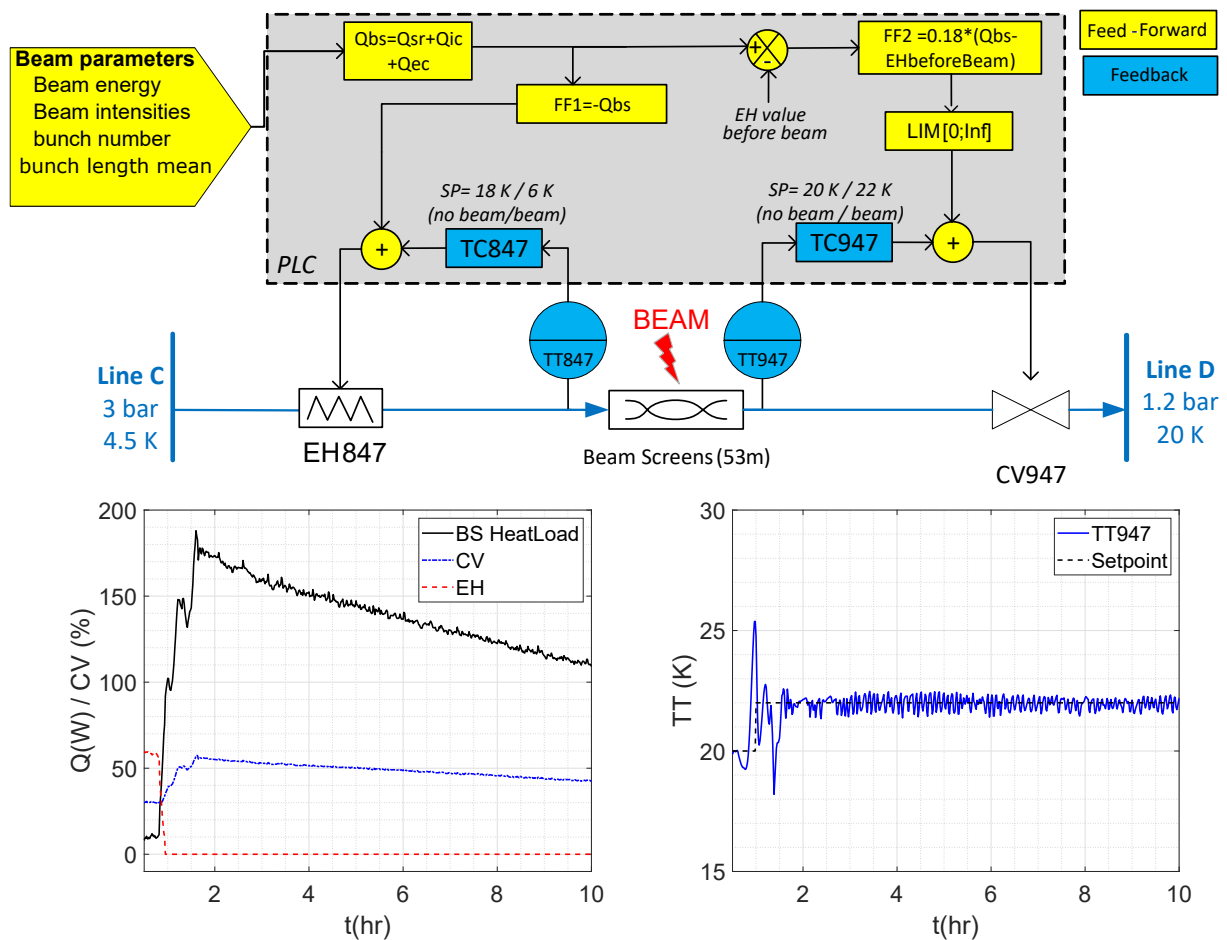 Beam parameters
Beam energy
Beam intensities
bunch number
bunch length mean
Qbs=Qsr+Qic
+Qec
FF1=-Qbs
+
-
EH value
before beam
FF2 =0.18*(Qbs-
EHbeforeBeam)
LIM[0;Inf]
Feed -Forward
Feedback
SP= 18 K / 6 K
(no beam/beam)
SP= 20 K / 22 K
(no beam / beam)
PLC
+
TC847
TC947
+
TT847
BEAM
TT947
Line C
3 bar
4.5 K
EH847
Beam Screens (53m)
CV947
Line D
1.2 bar
20 K
200
150
100
50
0
Q(W) / CV (%)
BS HeatLoad
CV
EH
2
4
6
8
10
t(hr)
30
25
20
15
TT (K)
TT947
Setpoint
2
4
6
8
10
t(hr)